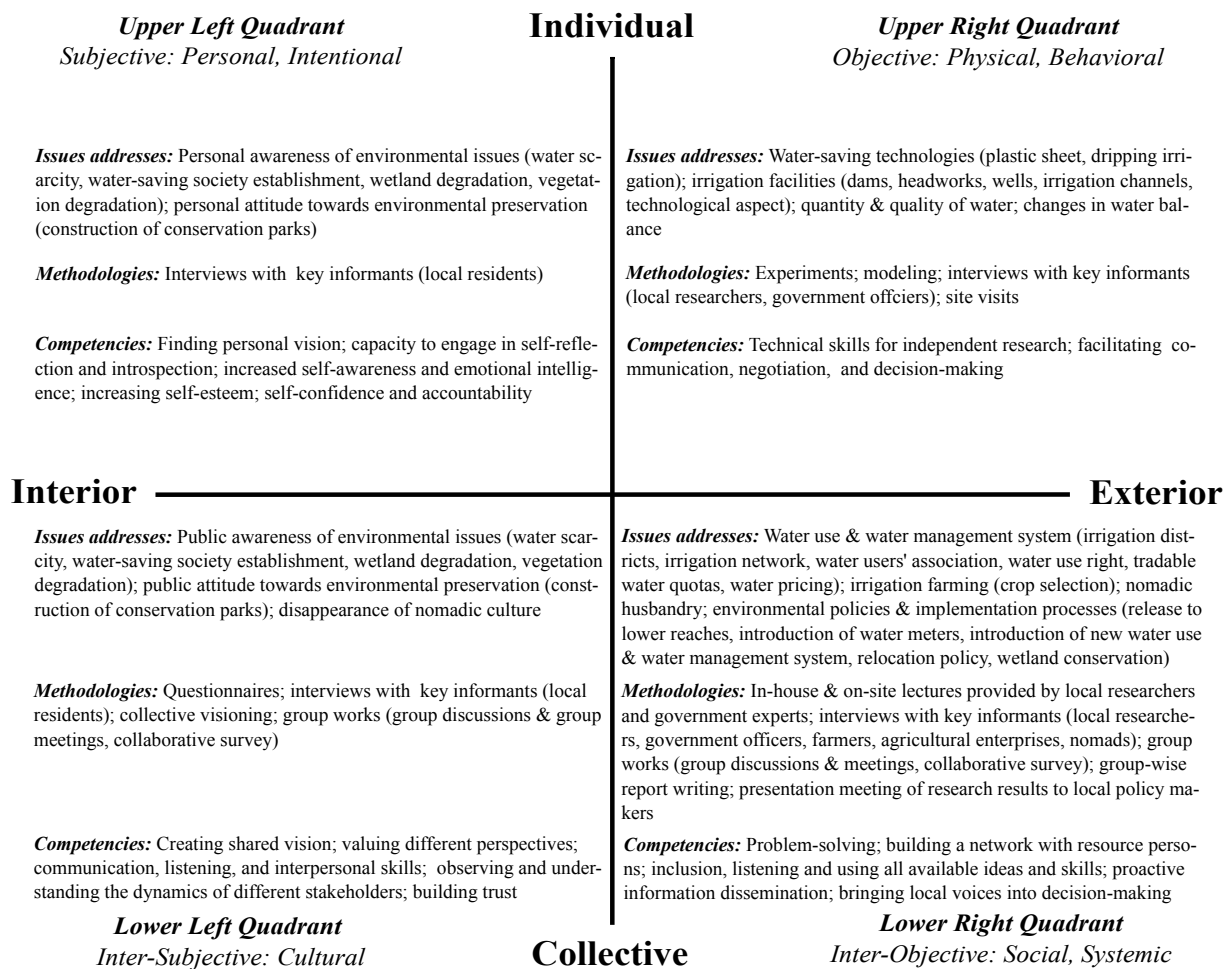 Upper Left Quadrant
Subjective: Personal, Intentional
Individual
Upper Right Quadrant
Objective: Physical, Behavioral
Issues addresses: Personal awareness of environmental issues (water sc-
arcity, water-saving society establishment, wetland degradation, vegetat-
ion degradation); personal attitude towards environmental preservation
(construction of conservation parks)
Methodologies: Interviews with key informants (local residents)
Competencies: Finding personal vision; capacity to engage in self-refle-
ction and introspection; increased self-awareness and emotional intellig-
ence; increasing self-esteem; self-confidence and accountability
Issues addresses: Water-saving technologies (plastic sheet, dripping irri-
gation); irrigation facilities (dams, headworks, wells, irrigation channels,
technological aspect); quantity & quality of water; changes in water bal-
ance
Methodologies: Experiments; modeling; interviews with key informants
(local researchers, government offciers); site visits
Competencies: Technical skills for independent research; facilitating co-
mmunication, negotiation, and decision-making
Interior
Exterior
Issues addresses: Public awareness of environmental issues (water scar-
city, water-saving society establishment, wetland degradation, vegetation
degradation); public attitude towards environmental preservation (const-
ruction of conservation parks); disappearance of nomadic culture
Methodologies: Questionnaires; interviews with key informants (local
residents); collective visioning; group works (group discussions & group
meetings, collaborative survey)
Competencies: Creating shared vision; valuing different perspectives;
communication, listening, and interpersonal skills; observing and under-
standing the dynamics of different stakeholders; building trust
Issues addresses: Water use & water management system (irrigation dist-
ricts, irrigation network, water users' association, water use right, tradable
water quotas, water pricing); irrigation farming (crop selection); nomadic
husbandry; environmental policies & implementation processes (release to
lower reaches, introduction of water meters, introduction of new water use
& water management system, relocation policy, wetland conservation)
Methodologies: In-house & on-site lectures provided by local researchers
and government experts; interviews with key informants (local researche-
rs, government officers, farmers, agricultural enterprises, nomads); group
works (group discussions & meetings, collaborative survey); group-wise
report writing; presentation meeting of research results to local policy ma-
kers
Competencies: Problem-solving; building a network with resource perso-
ns; inclusion, listening and using all available ideas and skills; proactive
information dissemination; bringing local voices into decision-making
Lower Left Quadrant
Inter-Subjective: Cultural
Collective
Lower Right Quadrant
Inter-Objective: Social, Systemic